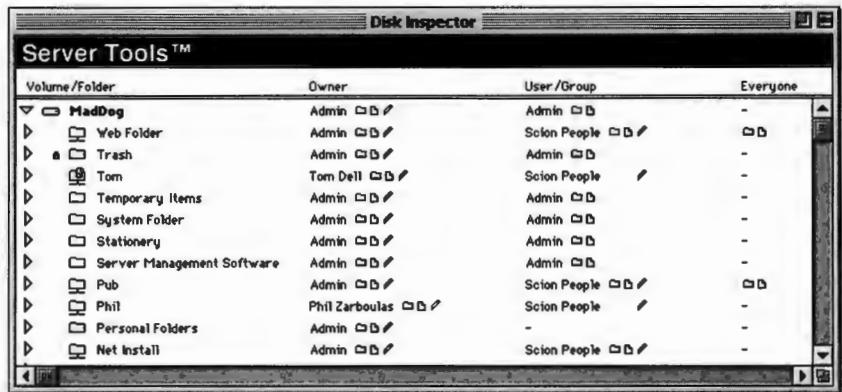 Disk Inspector
Server Tools™
Volume/Folder Owner User/Group Everyone
MadDog Admin Admin -
Web Folder Admin Scion People
Trash Admin Admin -
Tom Tom Dell Scion People -
Temporary Items Admin Admin -
System Folder Admin Admin -
Stationery Admin Admin -
Server Management Software Admin Admin -
Pub Admin Scion People
Phil Phil Zarboulas Scion People -
Personal Folders Admin - -
Net Install Admin Scion People -